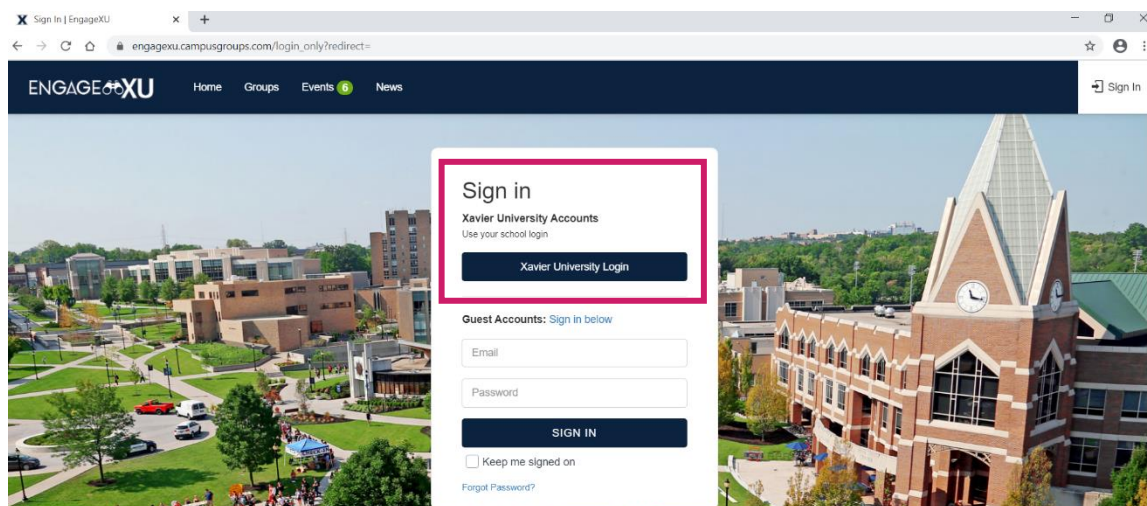 X Sign In | EngageXU × +
engagexu.campusgroups.com/login_only?redirect=
ENGAGE XU Home Groups Events 6 News Sign In
Sign in
Xavier University Accounts
Use your school login
Xavier University Login
Guest Accounts: Sign in below
Email
Password
SIGN IN
Keep me signed on
Forgot Password?